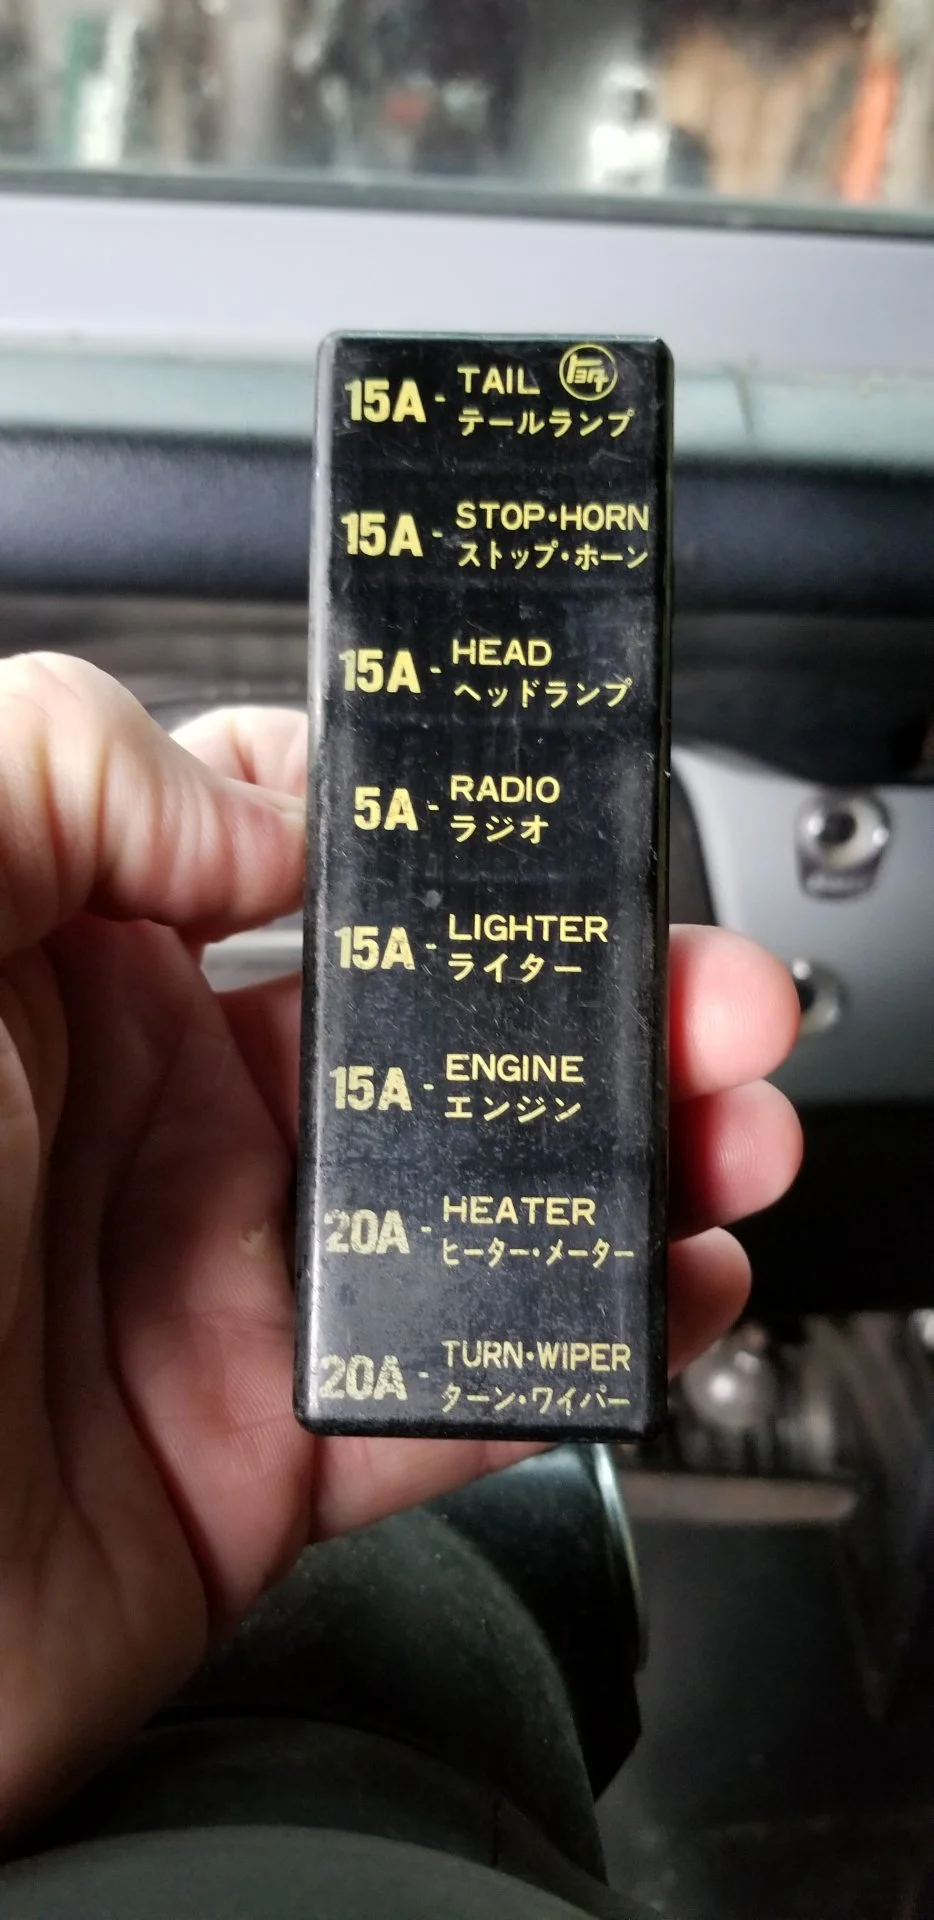 15A - TAIL トヨタ
テールランプ
15A - STOP・HORN
ストップ・ホーン
15A - HEAD
ヘッドランプ
5A - RADIO
ラジオ
15A - LIGHTER
ライター
15A - ENGINE
エンジン
20A - HEATER
ヒーター・メーター
20A - TURN・WIPER
ターン・ワイパー